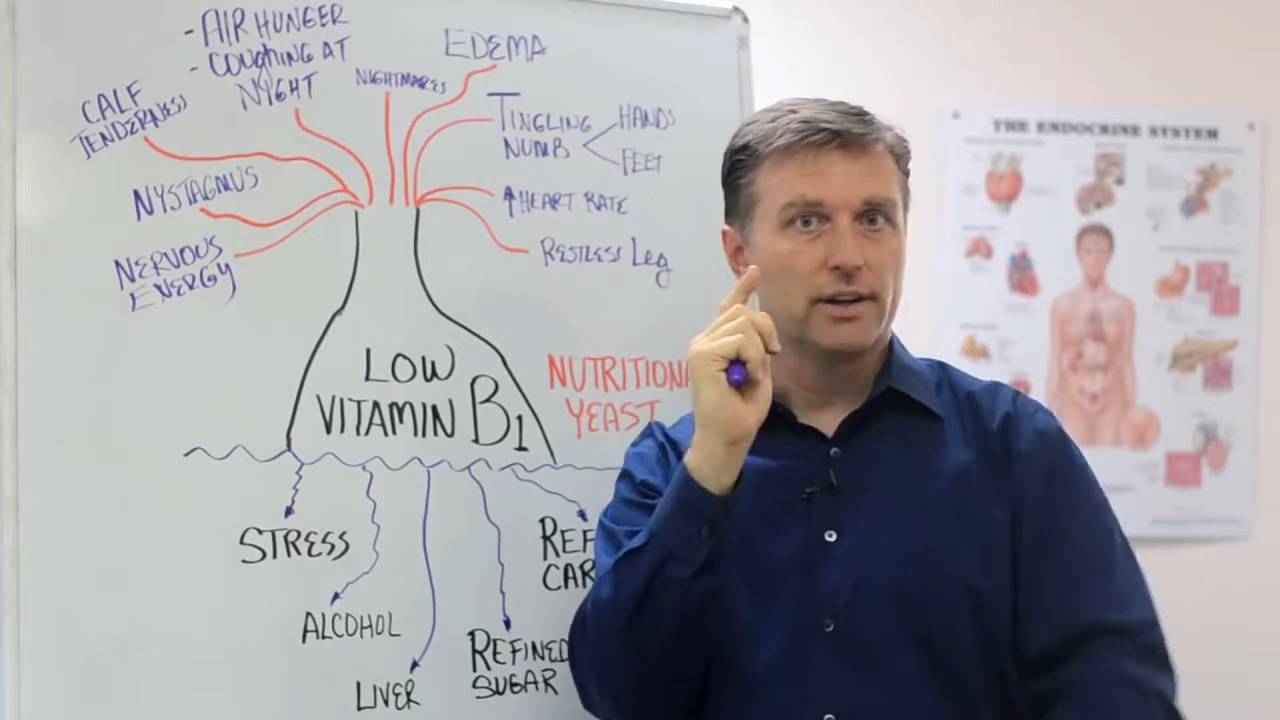 - AIR HUNGER
- COUGHING AT
NIGHT
CALF
TENDERNESS
NYSTAGMUS
NERVOUS
ENERGY
NIGHTMARES
EDEMA
TINGLING
NUMB
HANDS
FEET
↑HEART RATE
RESTLESS Leg
LOW
VITAMIN B1
NUTRITIONA
YEAST
STRESS
ALCOHOL
LIVER
REFINED
SUGAR
REF
CAR
THE ENDOCRINE SYSTEM